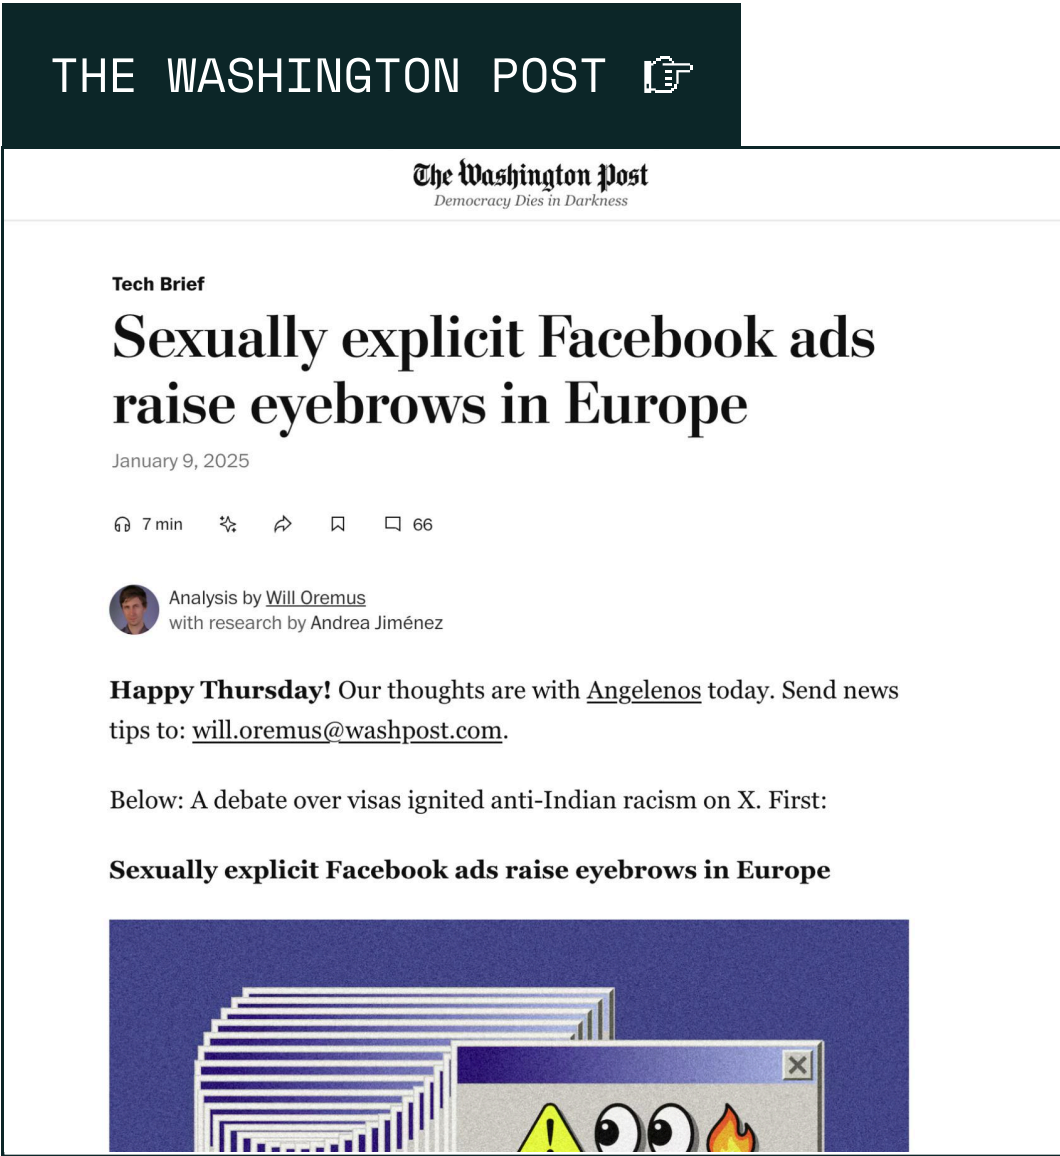 THE WASHINGTON POST
The Washington Post
Democracy Dies in Darkness
Tech Brief
Sexually explicit Facebook ads
raise eyebrows in Europe
January 9, 2025
7 min 66
Analysis by Will Oremus
with research by Andrea Jiménez
Happy Thursday! Our thoughts are with Angelenos today. Send news
tips to: will.oremus@washpost.com.
Below: A debate over visas ignited anti-Indian racism on X. First:
Sexually explicit Facebook ads raise eyebrows in Europe